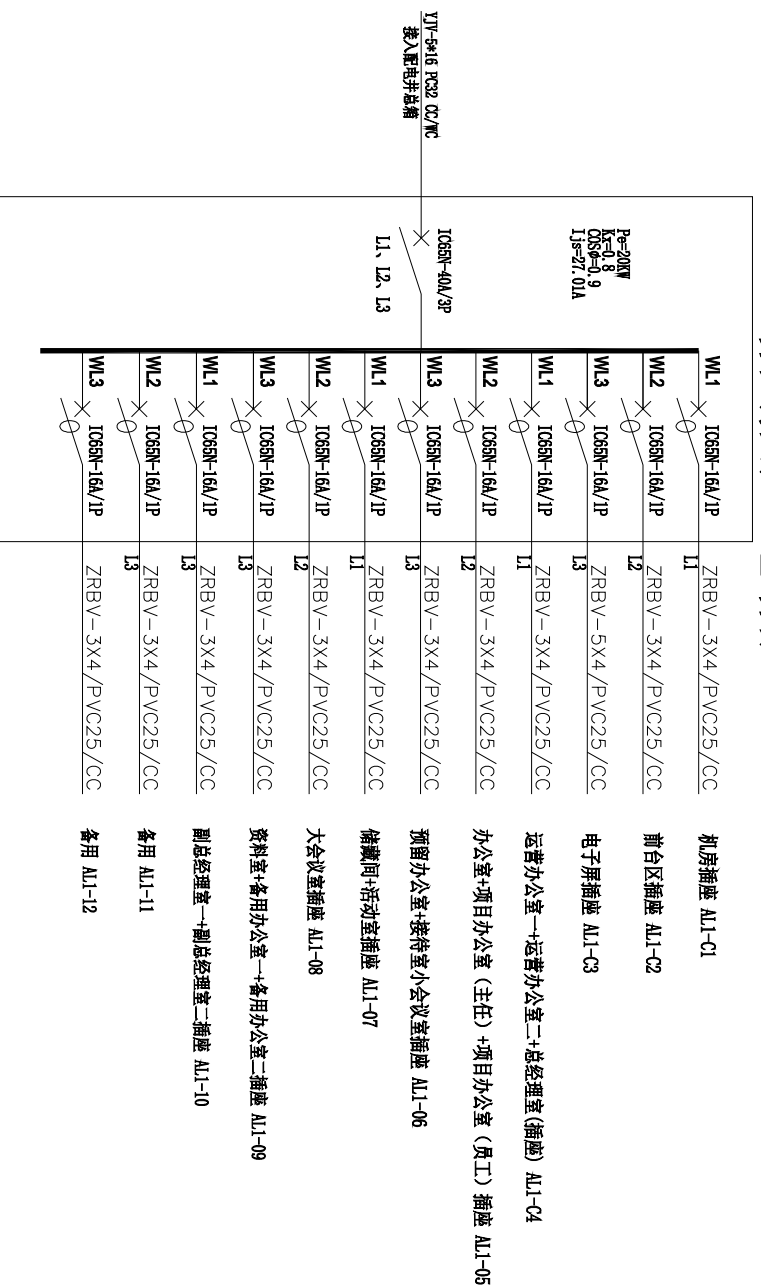 YJV-5*16 PC32 CC/WC
接入配电井总箱
Pe=20KW
Kx=0.8
COSφ=0.9
Ijs=27.01A
IC65N-40A/3P
L1、L2、L3
WL1 IC65N-16A/1P L1 ZRBV-3X4/PVC25/CC 机房插座 AL1-C1
WL2 IC65N-16A/1P L2 ZRBV-3X4/PVC25/CC 前台区插座 AL1-C2
WL3 IC65N-16A/1P L3 ZRBV-5X4/PVC25/CC 电子屏插座 AL1-C3
WL1 IC65N-16A/1P L1 ZRBV-3X4/PVC25/CC 运营办公室一+运营办公室二+总经理室(插座) AL1-C4
WL2 IC65N-16A/1P L2 ZRBV-3X4/PVC25/CC 办公室+项目办公室（主任）+项目办公室（员工）插座 AL1-05
WL3 IC65N-16A/1P L3 ZRBV-3X4/PVC25/CC 预留办公室+接待室小会议室插座 AL1-06
WL1 IC65N-16A/1P L1 ZRBV-3X4/PVC25/CC 储藏间+活动室插座 AL1-07
WL2 IC65N-16A/1P L2 ZRBV-3X4/PVC25/CC 大会议室插座 AL1-08
WL3 IC65N-16A/1P L3 ZRBV-3X4/PVC25/CC 资料室+备用办公室一+备用办公室二插座 AL1-09
WL1 IC65N-16A/1P L3 ZRBV-3X4/PVC25/CC 副总经理室一+副总经理室二插座 AL1-10
WL2 IC65N-16A/1P L3 ZRBV-3X4/PVC25/CC 备用 AL1-11
WL3 IC65N-16A/1P ZRBV-3X4/PVC25/CC 备用 AL1-12